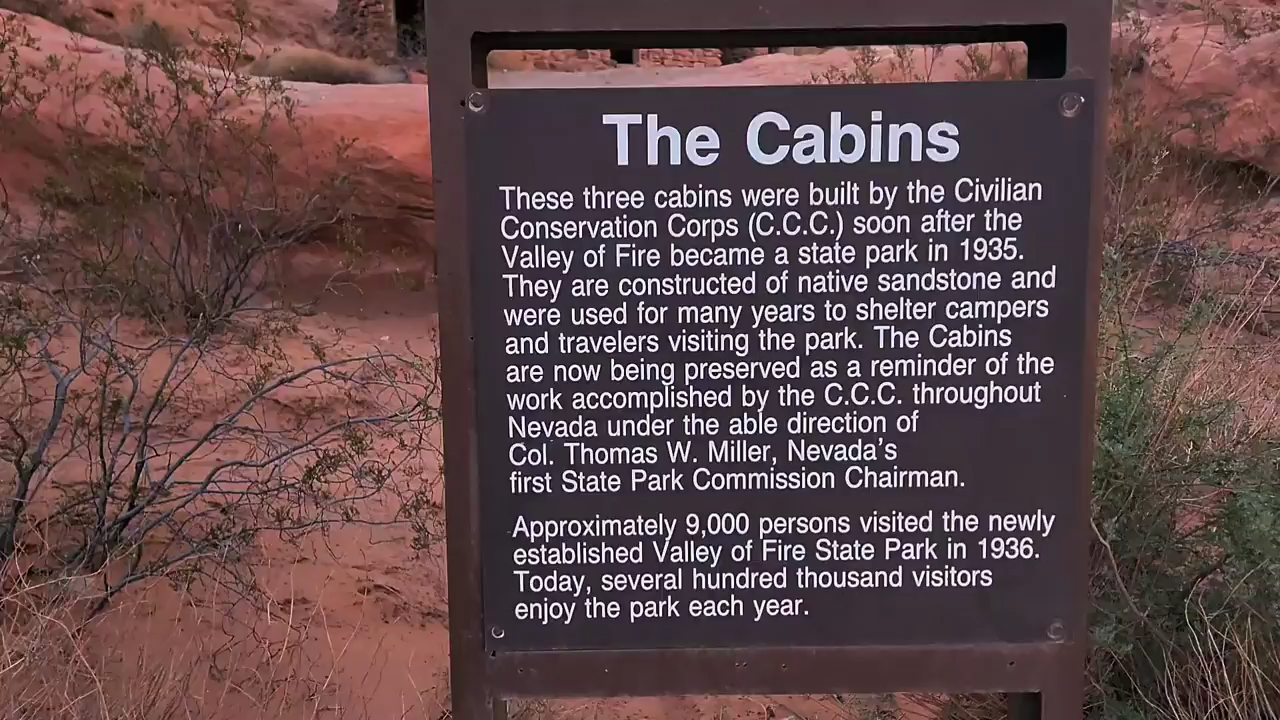 The Cabins
These three cabins were built by the Civilian
Conservation Corps (C.C.C.) soon after the
Valley of Fire became a state park in 1935.
They are constructed of native sandstone and
were used for many years to shelter campers
and travelers visiting the park. The Cabins
are now being preserved as a reminder of the
work accomplished by the C.C.C. throughout
Nevada under the able direction of
Col. Thomas W. Miller, Nevada's
first State Park Commission Chairman.
Approximately 9,000 persons visited the newly
established Valley of Fire State Park in 1936.
Today, several hundred thousand visitors
enjoy the park each year.